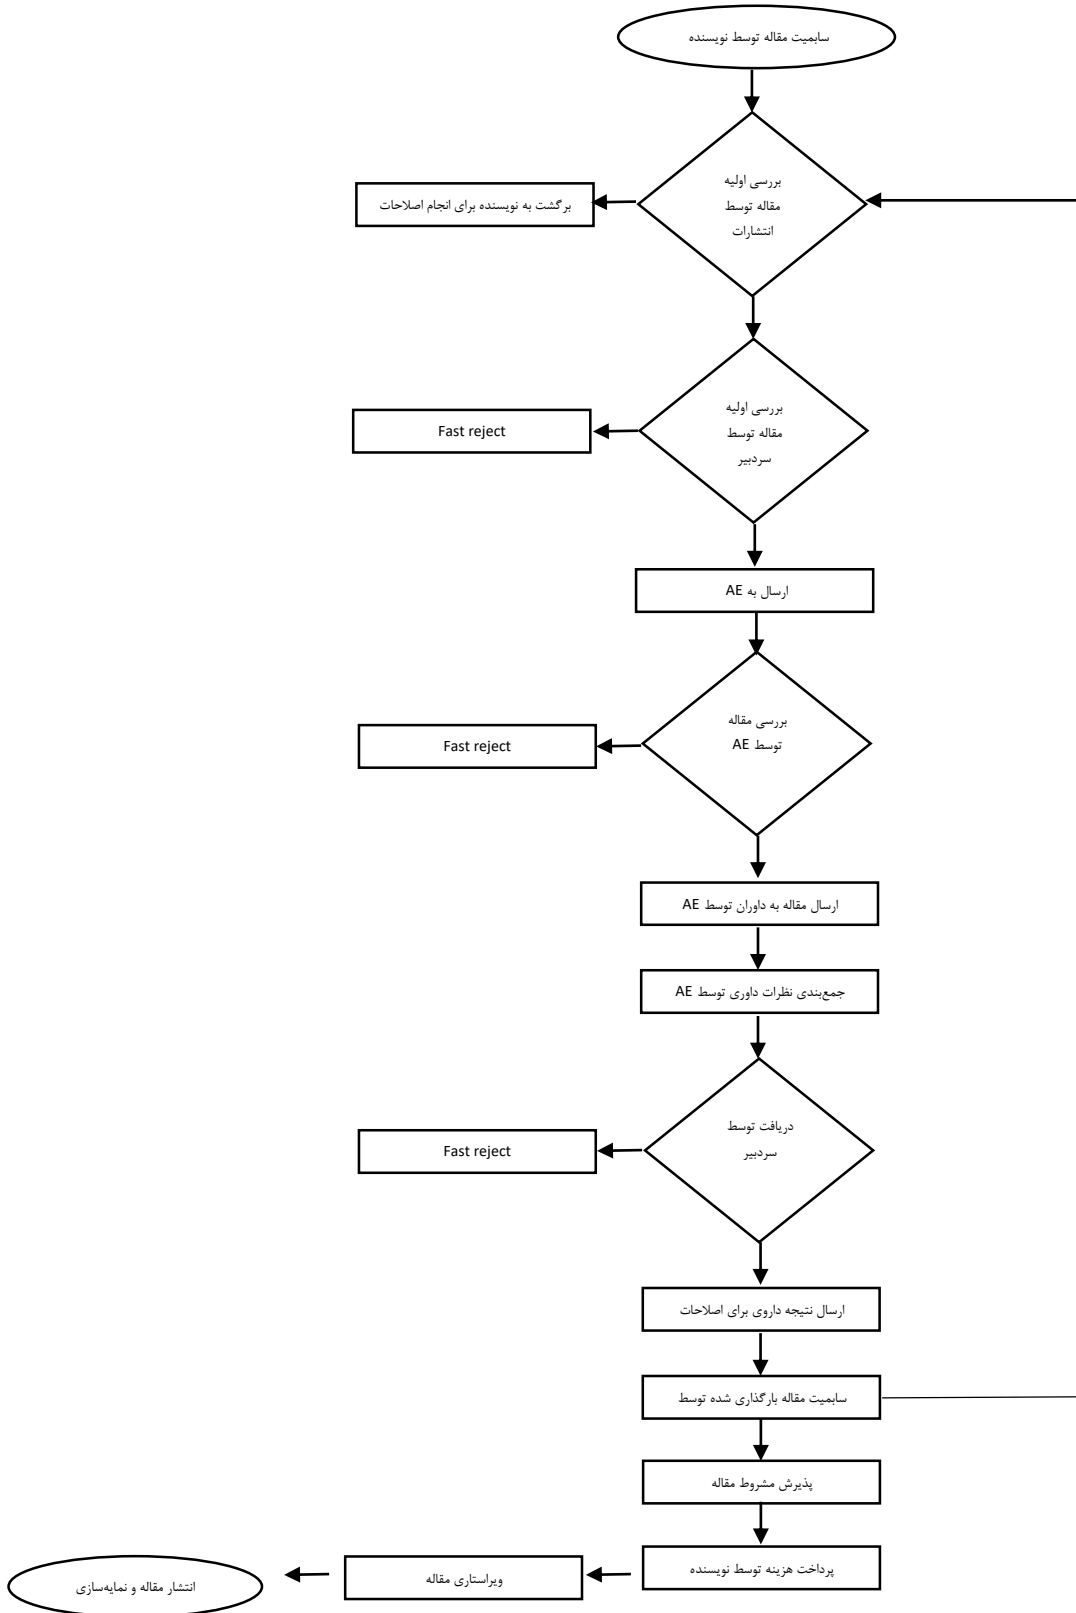 سابمیت مقاله توسط نویسنده
بررسی اولیه
مقاله توسط
انتشارات
برگشت به نویسنده برای انجام اصلاحات
بررسی اولیه
مقاله توسط
سردبیر
Fast reject
ارسال به AE
بررسی مقاله
توسط AE
Fast reject
ارسال مقاله به داوران توسط AE
جمع‌بندی نظرات داوری توسط AE
دریافت توسط
سردبیر
Fast reject
ارسال نتیجه داروی برای اصلاحات
سابمیت مقاله بارگذاری شده توسط
پذیرش مشروط مقاله
پرداخت هزینه توسط نویسنده
ویراستاری مقاله
انتشار مقاله و نمایه‌سازی